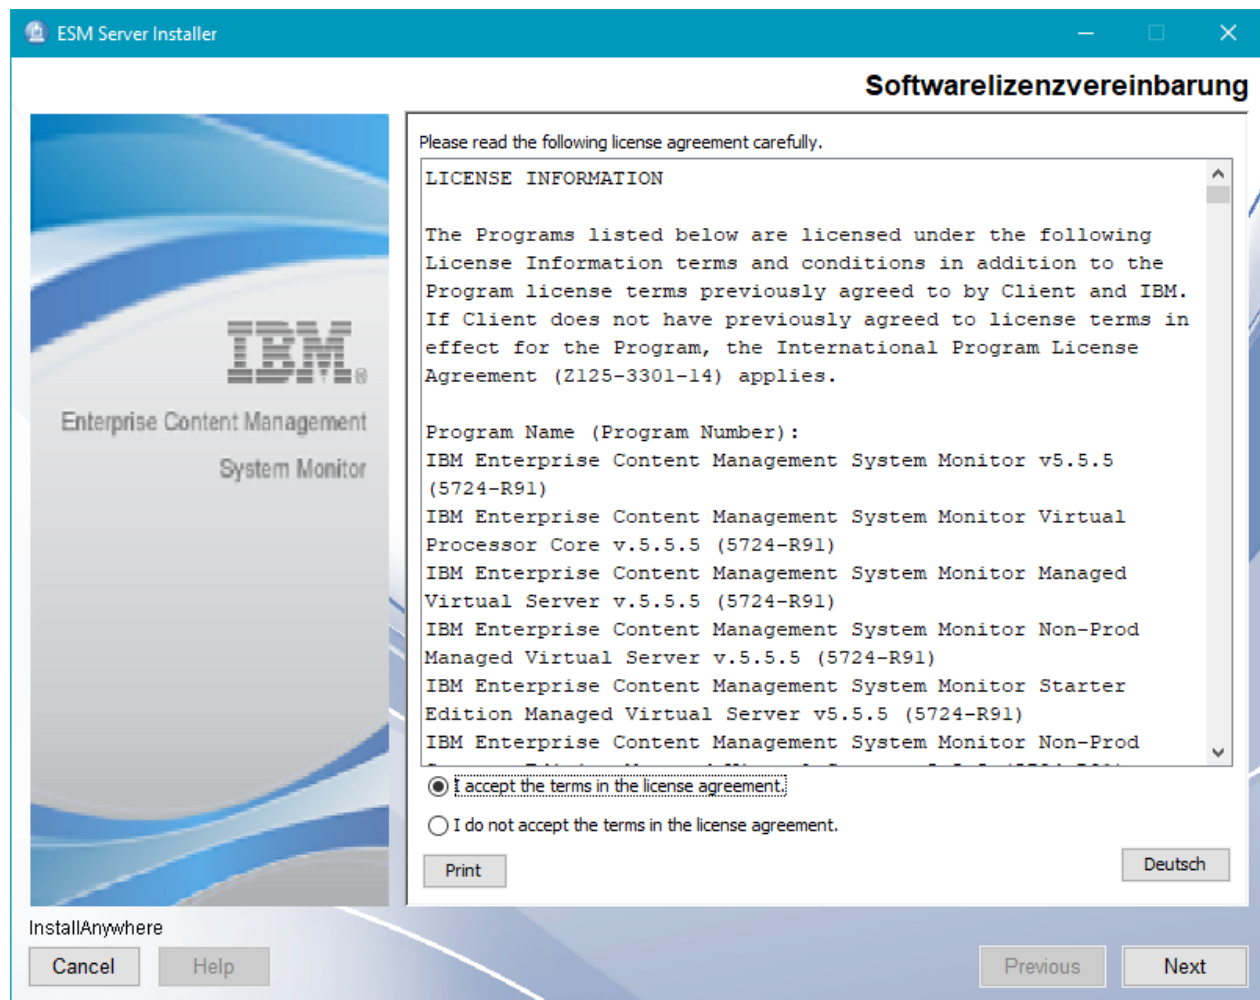 ESM Server Installer
Softwarelizenzvereinbarung
IBM®
Enterprise Content Management
System Monitor
Please read the following license agreement carefully.
LICENSE INFORMATION
The Programs listed below are licensed under the following
License Information terms and conditions in addition to the
Program license terms previously agreed to by Client and IBM.
If Client does not have previously agreed to license terms in
effect for the Program, the International Program License
Agreement (Z125-3301-14) applies.
Program Name (Program Number):
IBM Enterprise Content Management System Monitor v5.5.5
(5724-R91)
IBM Enterprise Content Management System Monitor Virtual
Processor Core v.5.5.5 (5724-R91)
IBM Enterprise Content Management System Monitor Managed
Virtual Server v.5.5.5 (5724-R91)
IBM Enterprise Content Management System Monitor Non-Prod
Managed Virtual Server v.5.5.5 (5724-R91)
IBM Enterprise Content Management System Monitor Starter
Edition Managed Virtual Server v5.5.5 (5724-R91)
IBM Enterprise Content Management System Monitor Non-Prod
I accept the terms in the license agreement.
I do not accept the terms in the license agreement.
Print
Deutsch
InstallAnywhere
Cancel
Help
Previous
Next